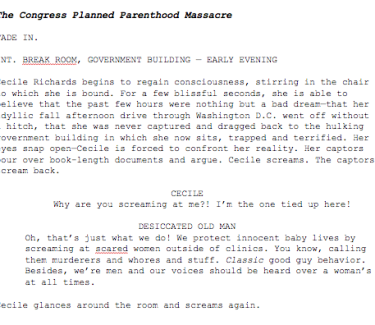 The Congress Planned Parenthood Massacre
FADE IN.
INT. BREAK ROOM, GOVERNMENT BUILDING — EARLY EVENING
Cecile Richards begins to regain consciousness, stirring in the chair
to which she is bound. For a few blissful seconds, she is able to
believe that the past few hours were nothing but a bad dream—that her
idyllic fall afternoon drive through Washington D.C. went off without
a hitch, that she was never captured and dragged back to the hulking
government building in which she now sits, trapped and terrified. Her
eyes snap open—Cecile is forced to confront her reality. Her captors
pour over book-length documents and argue. Cecile screams. The captors
scream back.
CECILE
Why are you screaming at me?! I’m the one tied up here!
DESICCATED OLD MAN
Oh, that’s just what we do! We protect innocent baby lives by
screaming at scared women outside of clinics. You know, calling
them murderers and whores and stuff. Classic good guy behavior.
Besides, we’re men and our voices should be heard over a woman’s
at all times.
Cecile glances around the room and screams again.